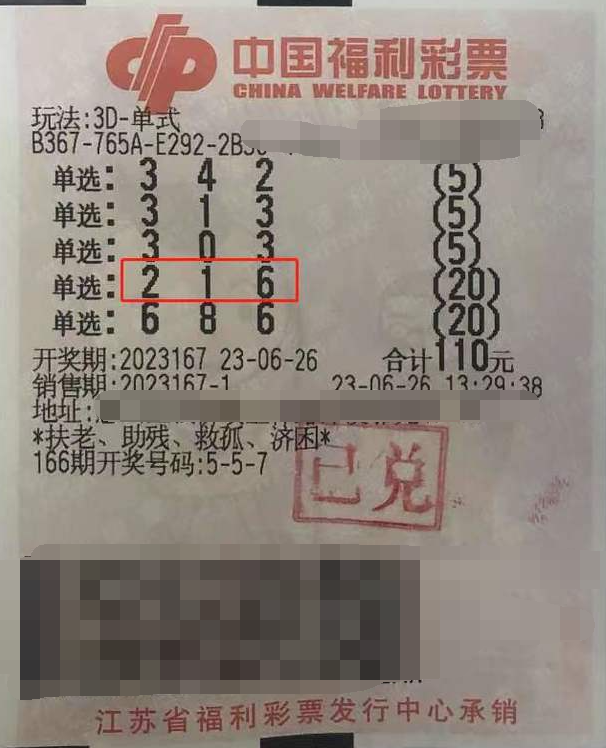 中国福利彩票
CHINA WELFARE LOTTERY
玩法:3D-单式
B367-765A-E292-2B
单选: 3 4 2 (5)
单选: 3 1 3 (5)
单选: 3 0 3 (5)
单选: 2 1 6 (20)
单选: 6 8 6 (20)
开奖期:2023167 23-06-26 合计110元
销售期:2023167-1 23-06-26 13:29:38
地址:
*扶老、助残、救孤、济困*
166期开奖号码:5-5-7
已兑
江苏省福利彩票发行中心承销